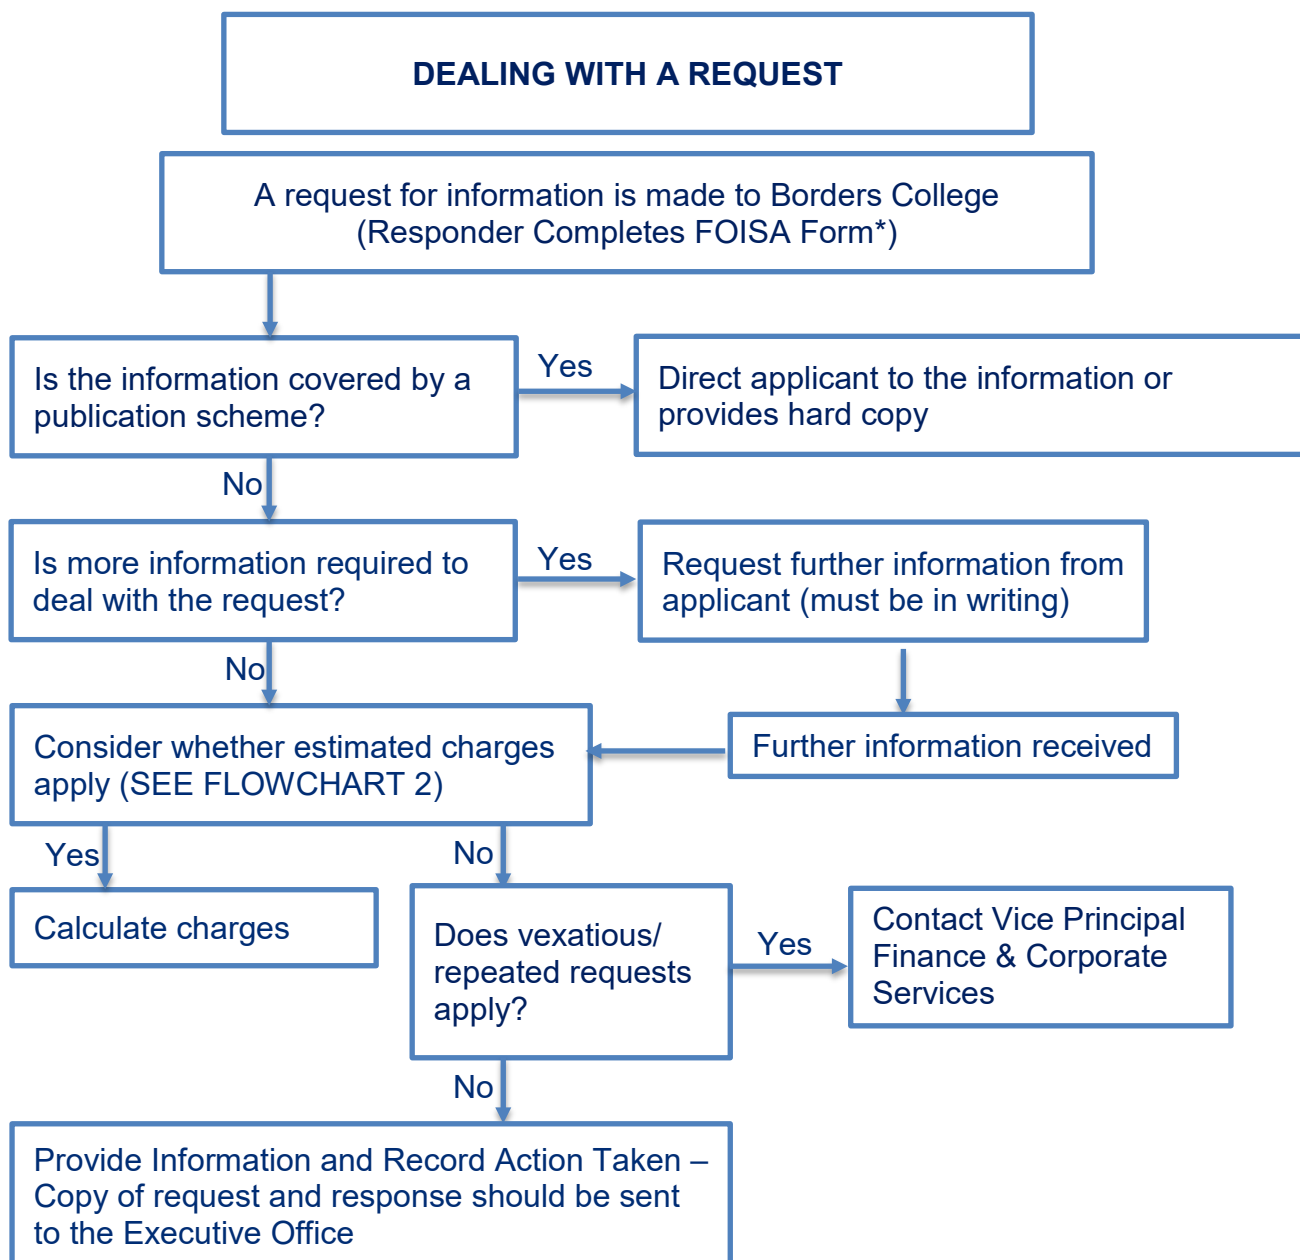 DEALING WITH A REQUEST
A request for information is made to Borders College
(Responder Completes FOISA Form*)
Is the information covered by a
publication scheme?
Yes
Direct applicant to the information or
provides hard copy
No
Is more information required to
deal with the request?
Yes
Request further information from
applicant (must be in writing)
No
Consider whether estimated charges
apply (SEE FLOWCHART 2)
Further information received
Yes
No
Calculate charges
Does vexatious/
repeated requests
apply?
Yes
Contact Vice Principal
Finance & Corporate
Services
No
Provide Information and Record Action Taken –
Copy of request and response should be sent
to the Executive Office